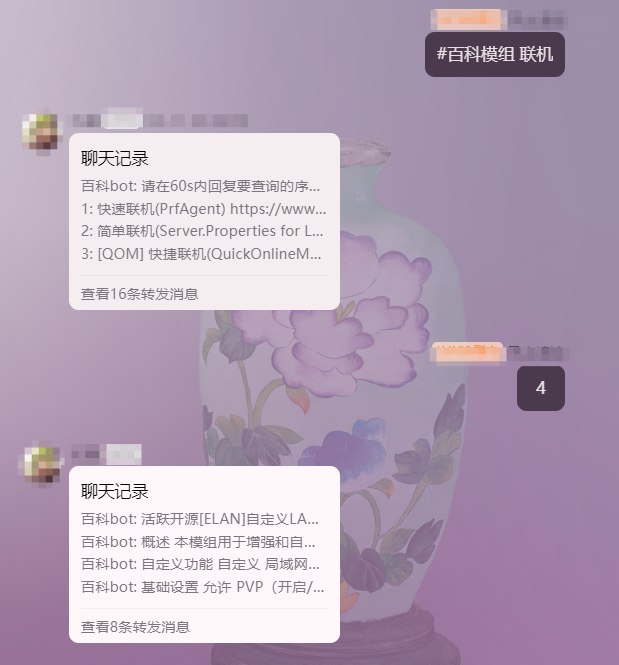 #百科模组 联机
聊天记录
百科bot: 请在60s内回复要查询的序...
1: 快速联机(PrfAgent) https://www...
2: 简单联机(Server.Properties for L...
3: [QOM] 快捷联机(QuickOnlineM...
查看16条转发消息
4
聊天记录
百科bot: 活跃开源[ELAN]自定义LA...
百科bot: 概述 本模组用于增强和自...
百科bot: 自定义功能 自定义 局域网...
百科bot: 基础设置 允许 PVP（开启/...
查看8条转发消息